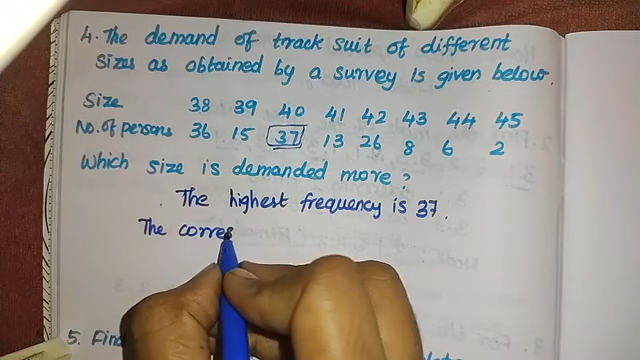 4. The demand of track suit of different
sizes as obtained by a survey is given below.
Size 38 39 40 41 42 43 44 45
No. of persons 36 15 37 13 26 8 6 2
Which size is demanded more?
The highest frequency is 37.
The corre
5. Find